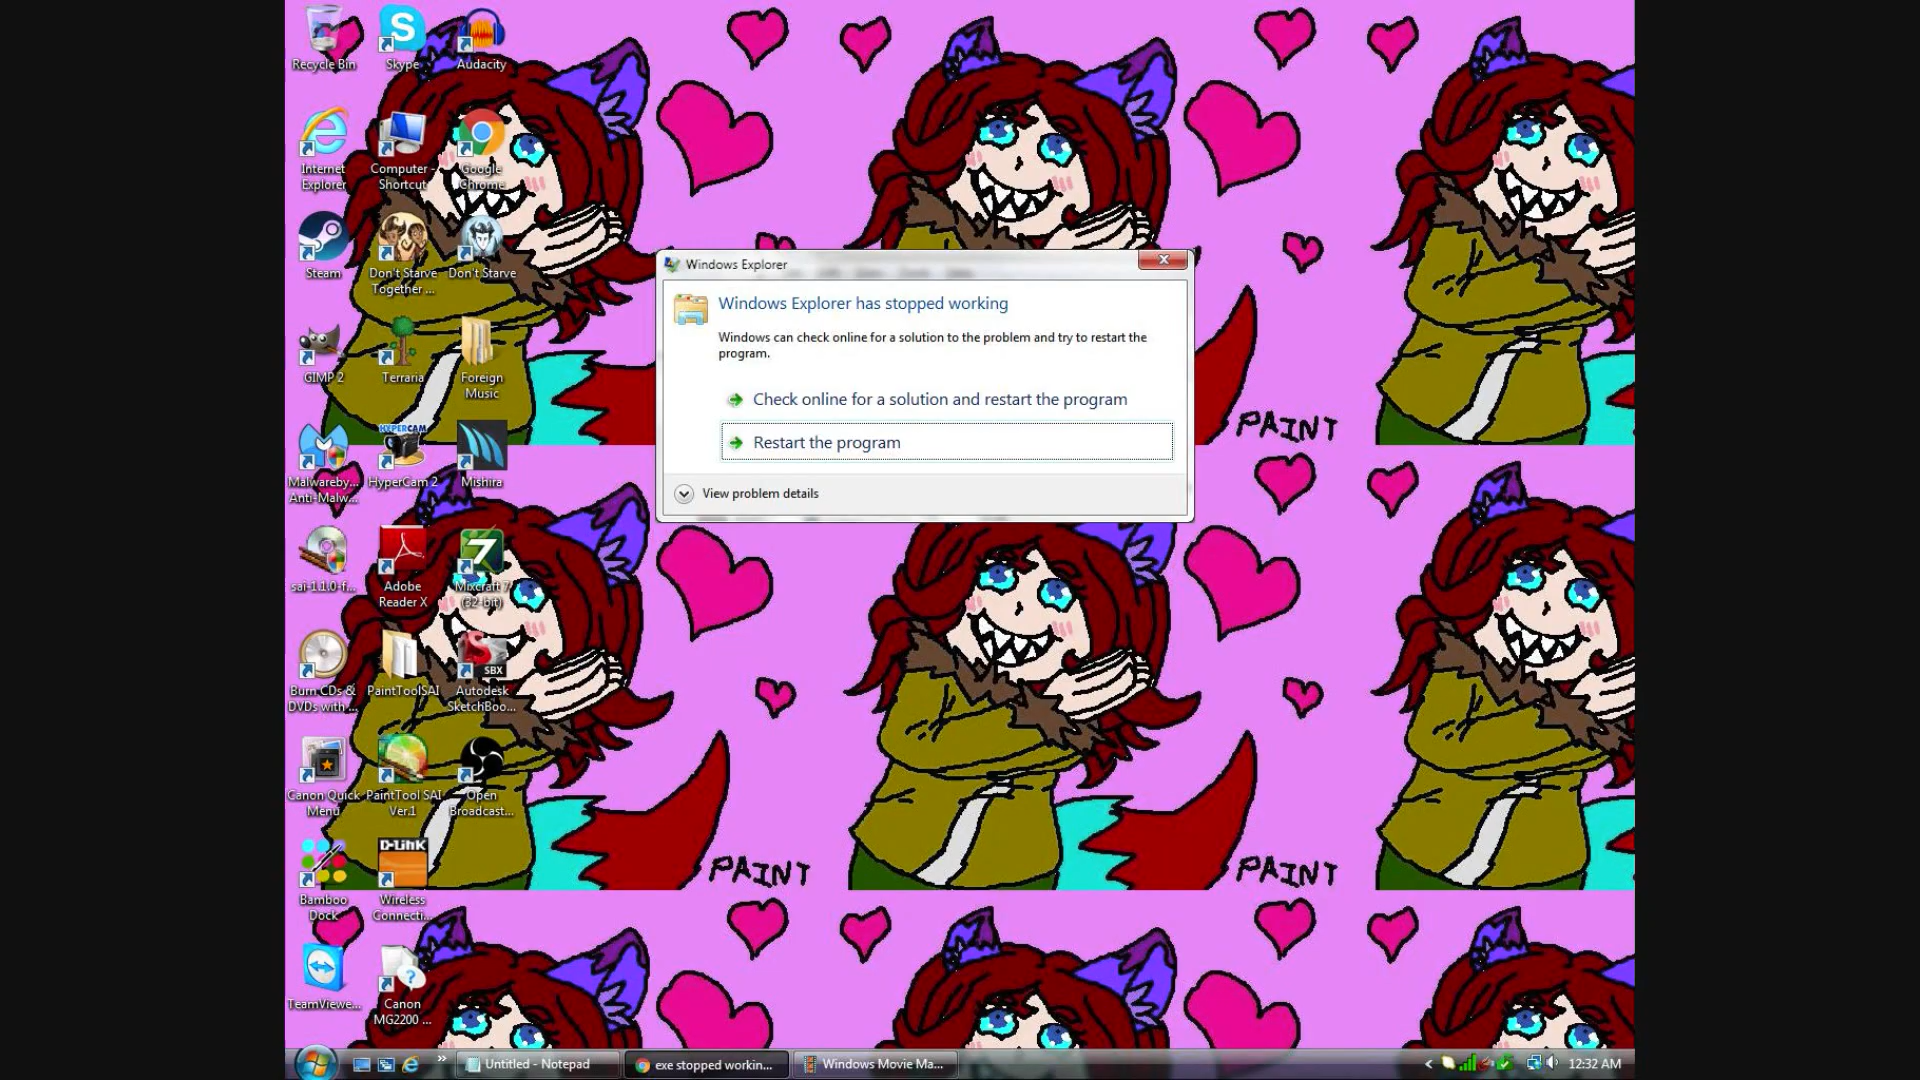 Recycle Bin
Skype
Audacity
Internet
Explorer
Computer -
Shortcut
Google
Chrome
Steam
Don't Starve
Together ...
Don't Starve
GIMP 2
Terraria
Foreign
Music
Malwareby...
Anti-Malw...
HYPERCAM
HyperCam 2
Mishira
sai-1.1.0-f...
Adobe
Reader X
Mixcraft 7
(32-bit)
Burn CDs &
DVDs with ...
PaintToolSAI
SBX
Autodesk
SketchBoo...
Canon Quick
Menu
PaintTool SAI
Ver.1
Open
Broadcast...
Bamboo
Dock
D-Link
Wireless
Connecti...
TeamViewe...
Canon
MG2200 ...
Windows Explorer
Windows Explorer has stopped working
Windows can check online for a solution to the problem and try to restart the
program.
Check online for a solution and restart the program
Restart the program
View problem details
PAINT
PAINT
PAINT
Untitled - Notepad
exe stopped workin...
Windows Movie Ma...
12:32 AM